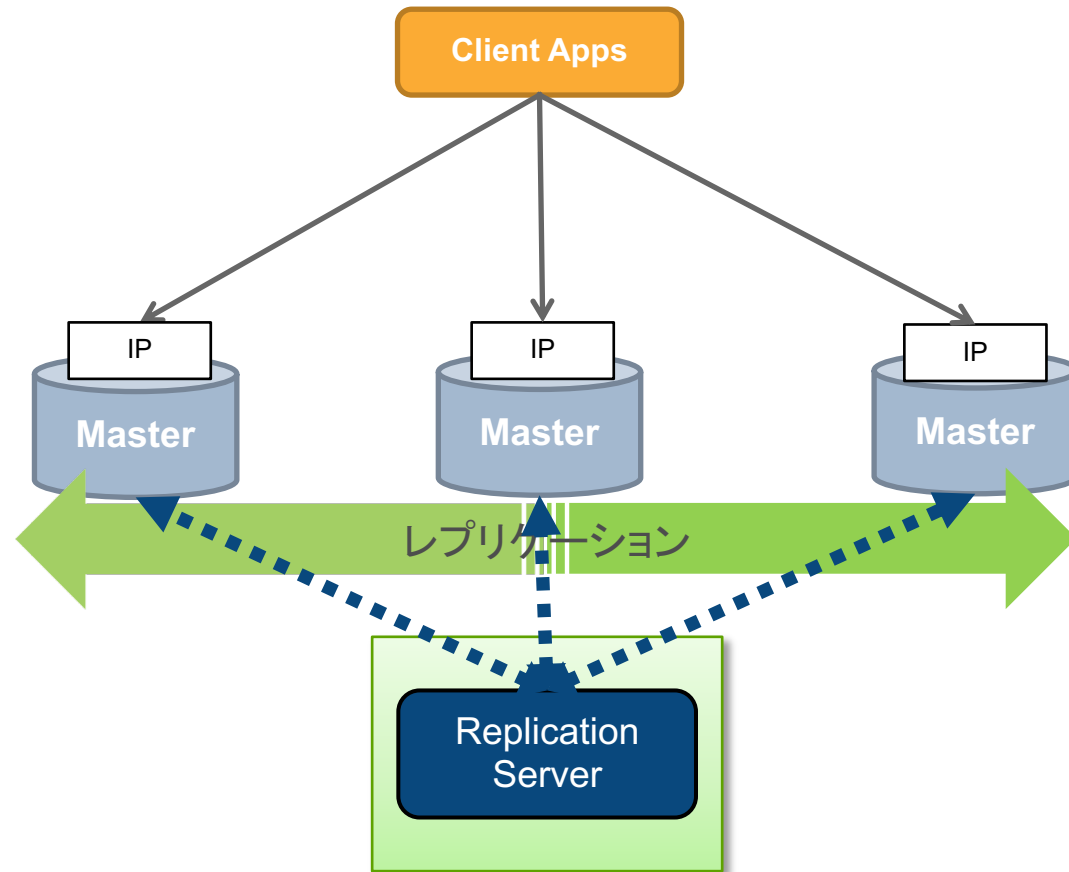 Client Apps
IP
IP
IP
Master
Master
Master
レプリケーション
Replication
Server